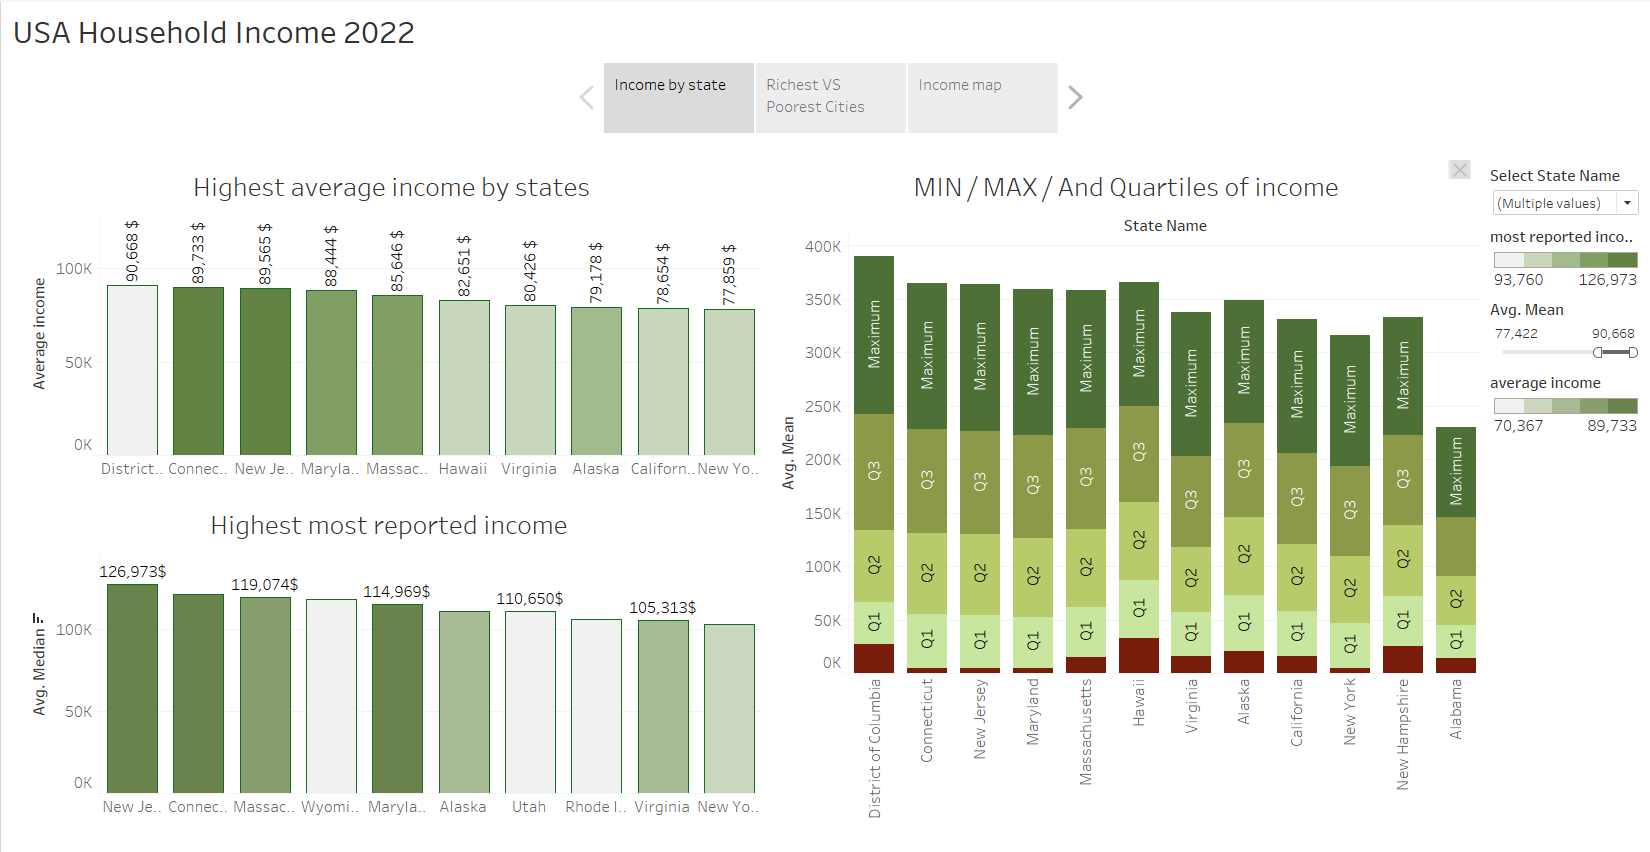 USA Household Income 2022
Income by state
Richest VS
Poorest Cities
Income map
Highest average income by states
Average income
100K
50K
0K
90,668 $
89,733 $
89,565 $
88,444 $
85,646 $
82,651 $
80,426 $
79,178 $
78,654 $
77,859 $
District..
Connec..
New Je..
Maryla..
Massac..
Hawaii
Virginia
Alaska
Californ..
New Yo..
Highest most reported income
Avg. Median
100K
50K
0K
126,973$
119,074$
114,969$
110,650$
105,313$
New Je..
Connec..
Massac..
Wyomi..
Maryla..
Alaska
Utah
Rhode I..
Virginia
New Yo..
MIN / MAX / And Quartiles of income
State Name
Avg. Mean
400K
350K
300K
250K
200K
150K
100K
50K
0K
Maximum
Q3
Q2
Q1
Maximum
Q3
Q2
Q1
Maximum
Q3
Q2
Q1
Maximum
Q3
Q2
Q1
Maximum
Q3
Q2
Q1
Maximum
Q3
Q2
Q1
Maximum
Q3
Q2
Q1
Maximum
Q3
Q2
Q1
Maximum
Q3
Q2
Q1
Maximum
Q3
Q2
Q1
Maximum
Q3
Q2
Q1
Maximum
Q2
Q1
District of Columbia
Connecticut
New Jersey
Maryland
Massachusetts
Hawaii
Virginia
Alaska
California
New York
New Hampshire
Alabama
Select State Name
(Multiple values)
most reported inco..
93,760 126,973
Avg. Mean
77,422 90,668
average income
70,367 89,733